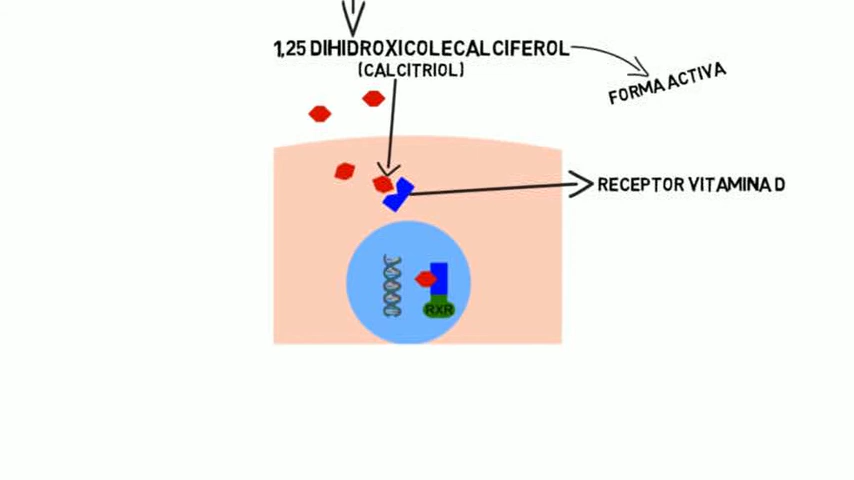 1,25 DIHIDROXICOLECALCIFEROL
(CALCITRIOL)
FORMA ACTIVA
RECEPTOR VITAMINA D
RXR